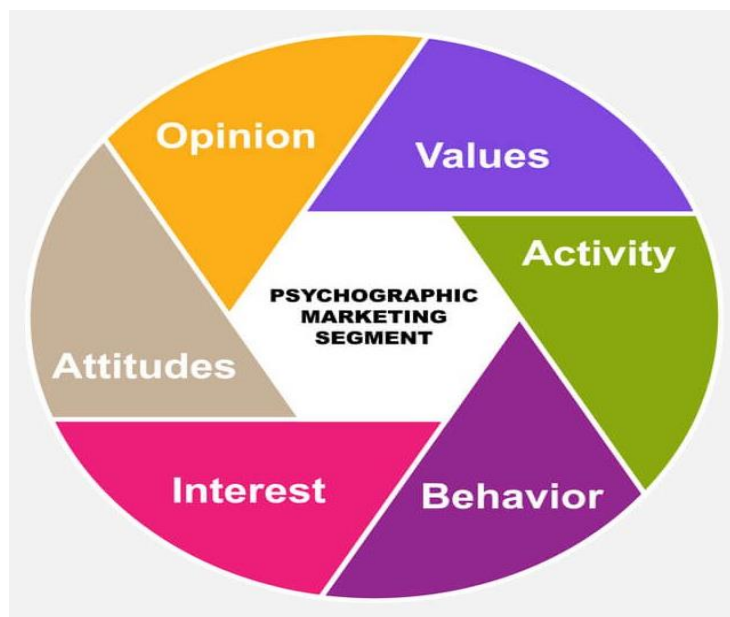 Opinion
Values
Activity
PSYCHOGRAPHIC
MARKETING
SEGMENT
Attitudes
Interest
Behavior